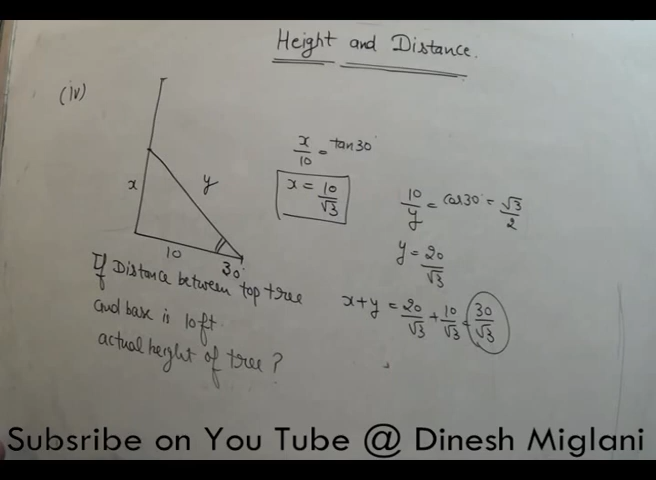 Height and Distance.
(iv)
x/10 = tan30°
x = 10/√3
10/y = cos30° = √3/2
y = 20/√3
x
y
10
30°
If Distance between top tree
and base is 10ft.
actual height of tree?
x+y = 20/√3 + 10/√3 = 30/√3
Subsribe on You Tube @ Dinesh Miglani